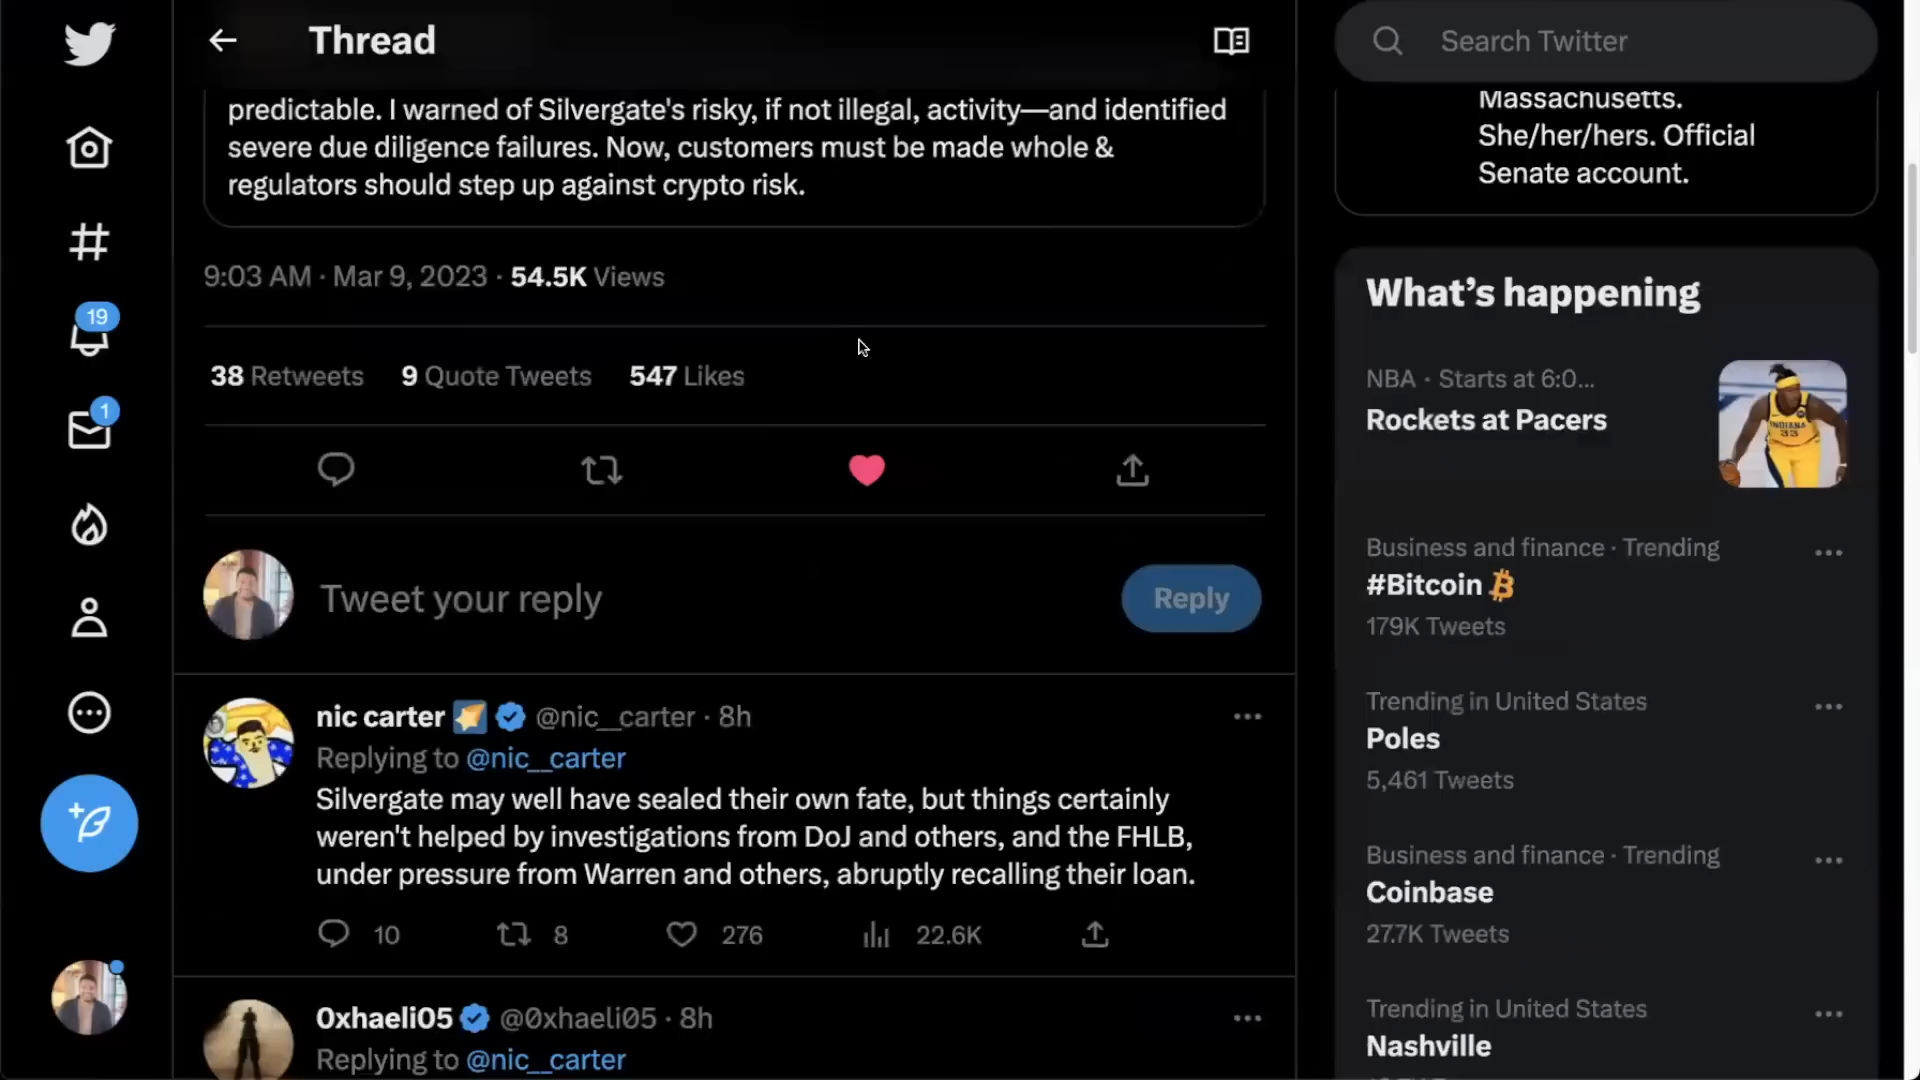 Thread
predictable. I warned of Silvergate's risky, if not illegal, activity—and identified
severe due diligence failures. Now, customers must be made whole &
regulators should step up against crypto risk.
9:03 AM · Mar 9, 2023 · 54.5K Views
38 Retweets 9 Quote Tweets 547 Likes
19
1
Tweet your reply
Reply
nic carter @nic__carter · 8h
Replying to @nic__carter
Silvergate may well have sealed their own fate, but things certainly
weren't helped by investigations from DoJ and others, and the FHLB,
under pressure from Warren and others, abruptly recalling their loan.
10 8 276 22.6K
0xhaeli05 @0xhaeli05 · 8h
Replying to @nic__carter
Search Twitter
Massachusetts.
She/her/hers. Official
Senate account.
What's happening
NBA · Starts at 6:0...
Rockets at Pacers
INDIANA
33
Business and finance · Trending
#Bitcoin
179K Tweets
Trending in United States
Poles
5,461 Tweets
Business and finance · Trending
Coinbase
27.7K Tweets
Trending in United States
Nashville